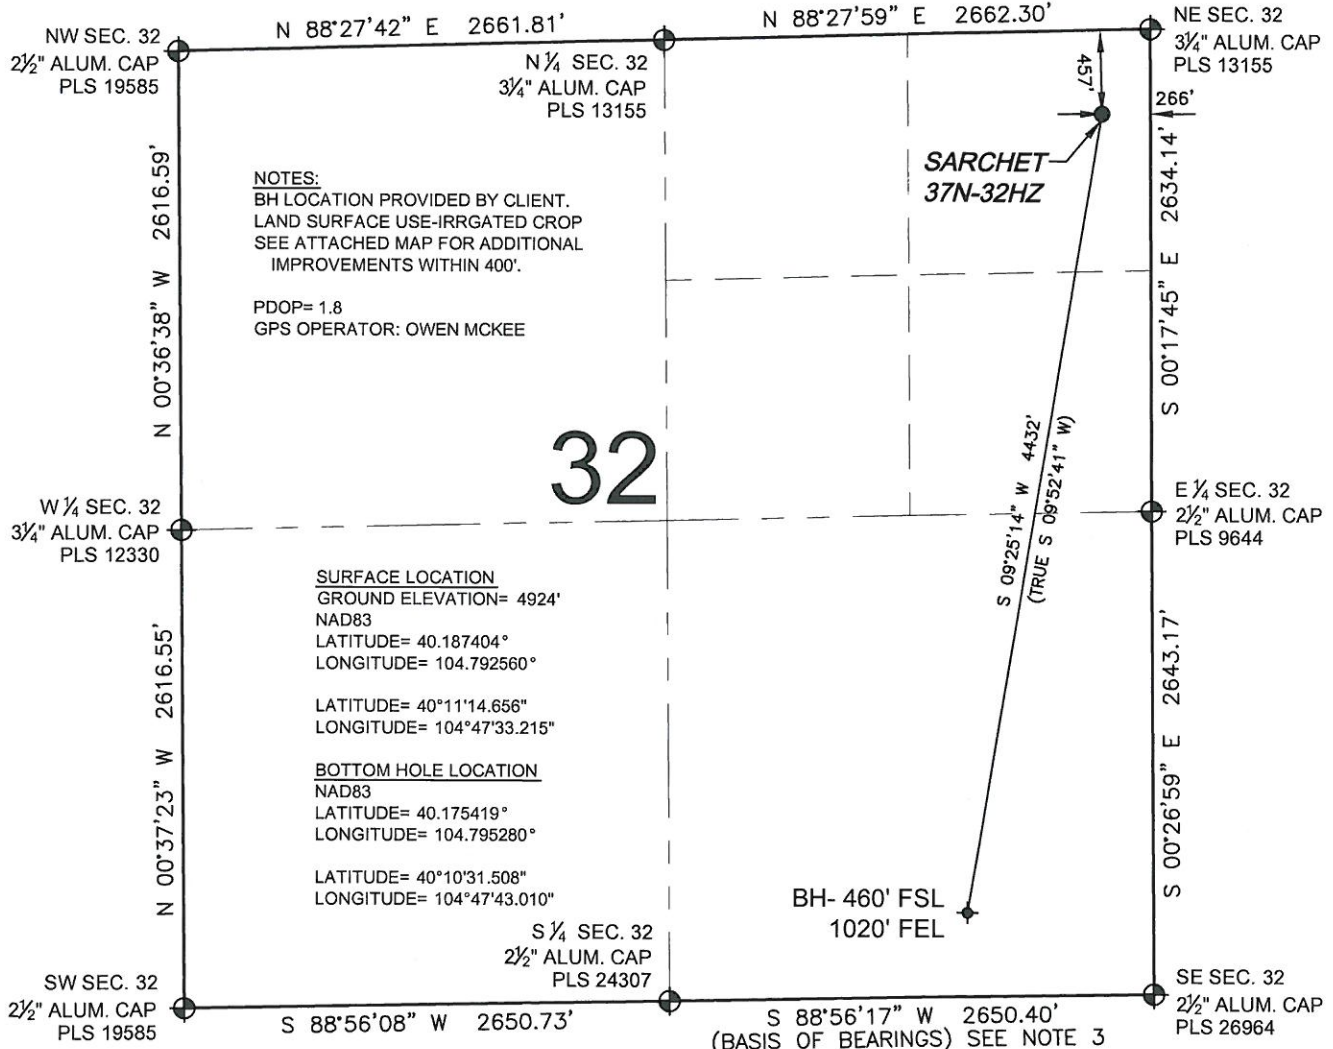 N 88°27'42" E 2661.81'
N 88°27'59" E 2662.30'
NW SEC. 32
2½" ALUM. CAP
PLS 19585
N ¼ SEC. 32
3¼" ALUM. CAP
PLS 13155
NE SEC. 32
3¼" ALUM. CAP
PLS 13155
457'
266'
SARCHET
37N-32HZ
N 00°36'38" W 2616.59'
NOTES:
BH LOCATION PROVIDED BY CLIENT.
LAND SURFACE USE-IRRGATED CROP
SEE ATTACHED MAP FOR ADDITIONAL
IMPROVEMENTS WITHIN 400'.
PDOP= 1.8
GPS OPERATOR: OWEN MCKEE
S 00°17'45" E 2634.14'
32
S 09°25'14" W 4432'
(TRUE S 09°52'41" W)
W ¼ SEC. 32
3¼" ALUM. CAP
PLS 12330
E ¼ SEC. 32
2½" ALUM. CAP
PLS 9644
SURFACE LOCATION
GROUND ELEVATION= 4924'
NAD83
LATITUDE= 40.187404°
LONGITUDE= 104.792560°
LATITUDE= 40°11'14.656"
LONGITUDE= 104°47'33.215"
BOTTOM HOLE LOCATION
NAD83
LATITUDE= 40.175419°
LONGITUDE= 104.795280°
LATITUDE= 40°10'31.508"
LONGITUDE= 104°47'43.010"
N 00°37'23" W 2616.55'
S 00°26'59" E 2643.17'
BH- 460' FSL
1020' FEL
S ¼ SEC. 32
2½" ALUM. CAP
PLS 24307
SW SEC. 32
2½" ALUM. CAP
PLS 19585
SE SEC. 32
2½" ALUM. CAP
PLS 26964
S 88°56'08" W 2650.73'
S 88°56'17" W 2650.40'
(BASIS OF BEARINGS) SEE NOTE 3